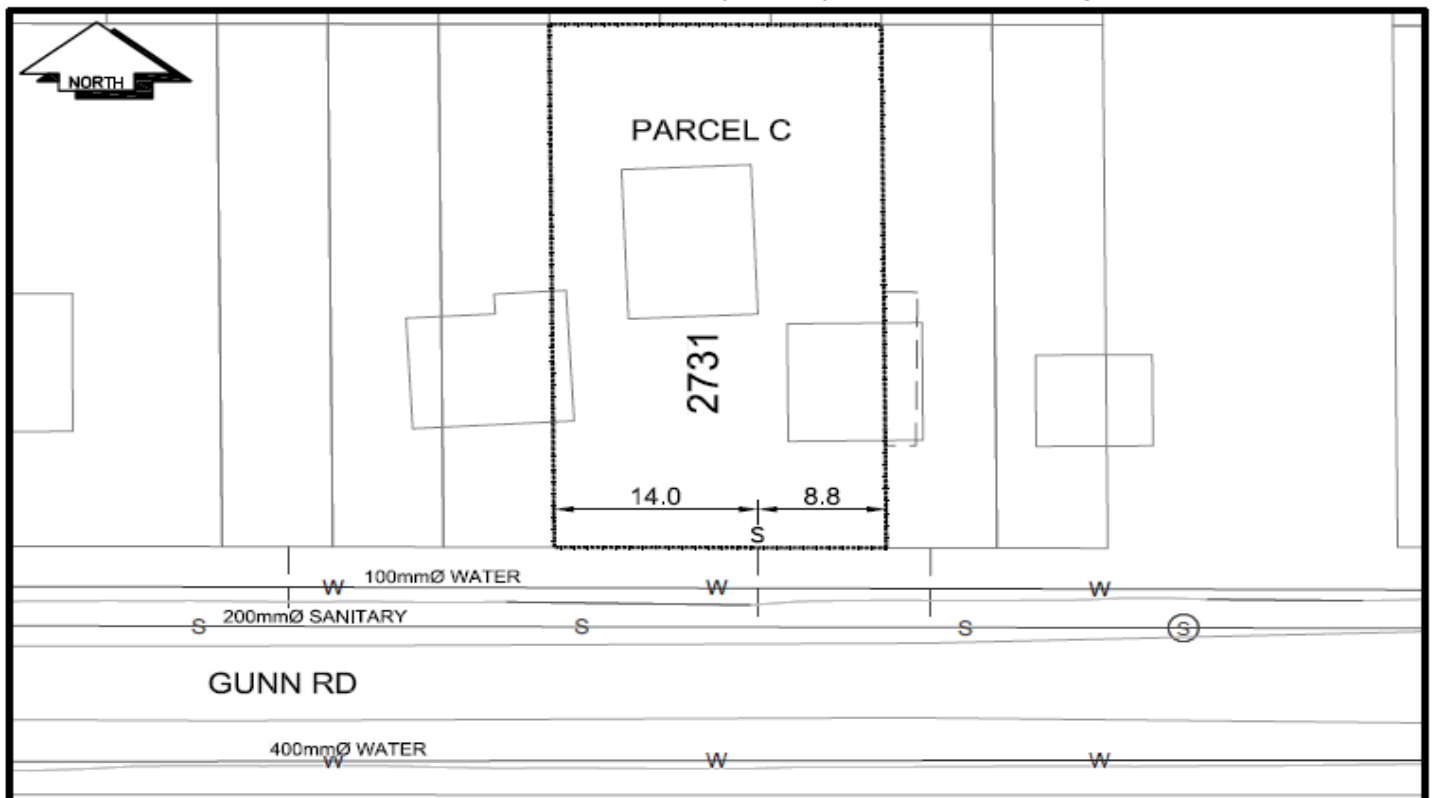 NORTH
PARCEL C
2731
14.0
8.8
S
100mmØ WATER
W
W
W
200mmØ SANITARY
S
S
S
S
GUNN RD
400mmØ WATER
W
W
W